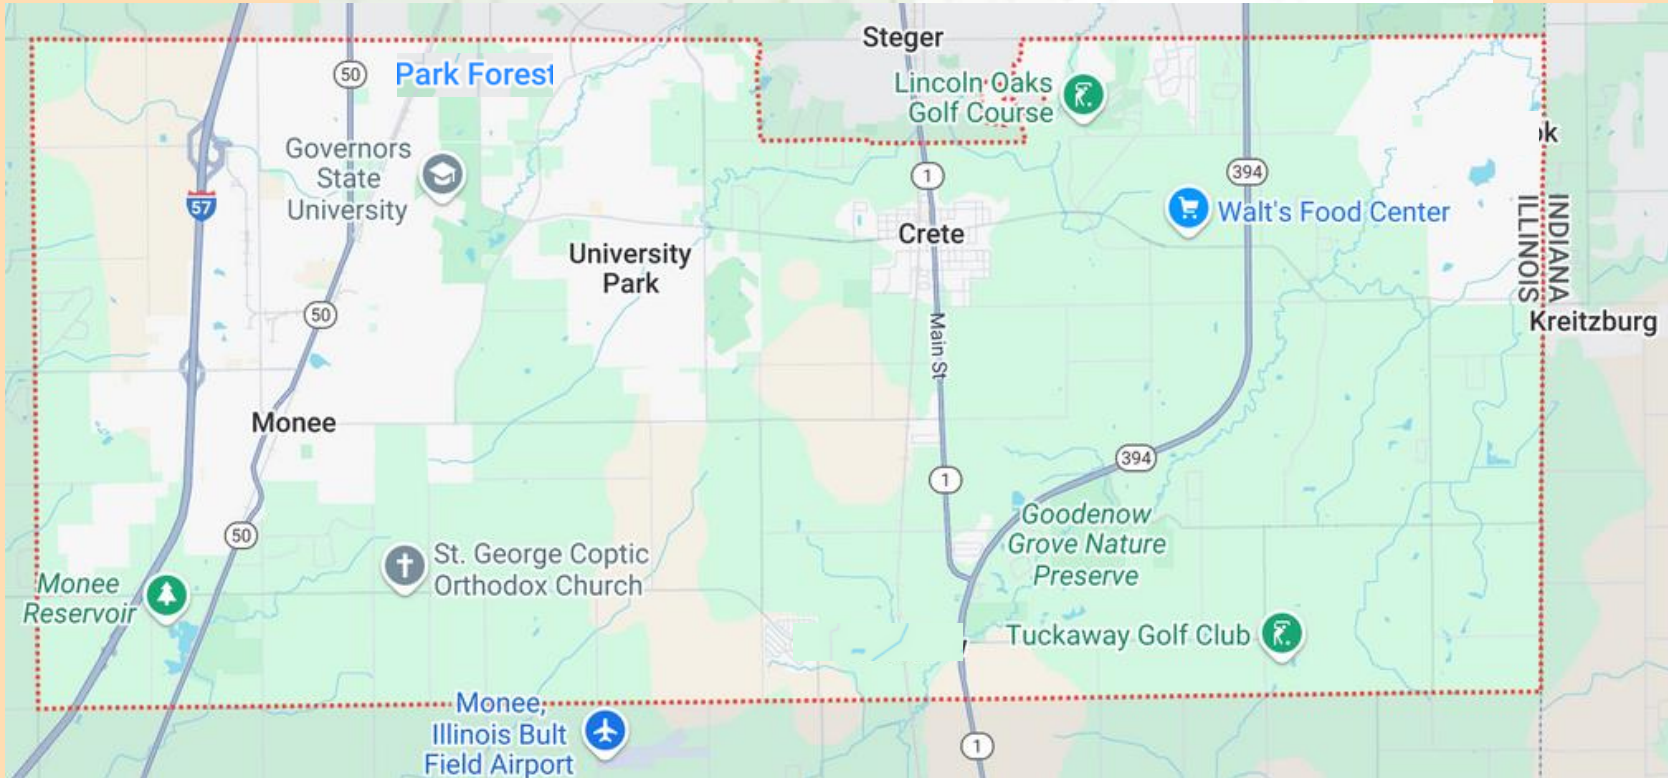 Steger
50
Park Forest
Lincoln Oaks
Golf Course
Governors
State
University
1
394
57
Walt's Food Center
Crete
University
Park
INDIANA
ILLINOIS
50
Kreitzburg
Main St
Monee
394
1
Goodenow
Grove Nature
Preserve
50
St. George Coptic
Orthodox Church
Monee
Reservoir
Tuckaway Golf Club
Monee,
Illinois Bult
Field Airport
1